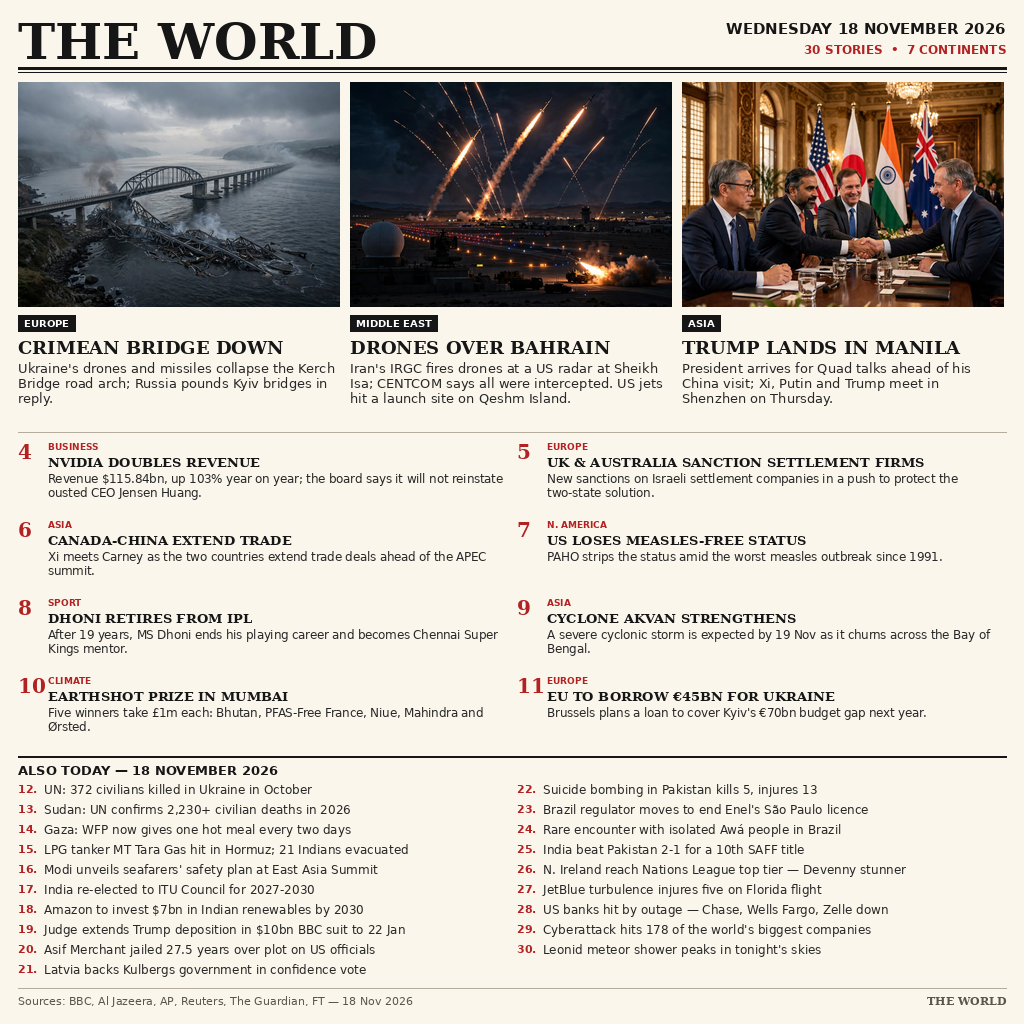 THE WORLD
WEDNESDAY 18 NOVEMBER 2026
30 STORIES • 7 CONTINENTS
EUROPE
CRIMEAN BRIDGE DOWN
Ukraine's drones and missiles collapse the Kerch
Bridge road arch; Russia pounds Kyiv bridges in
reply.
MIDDLE EAST
DRONES OVER BAHRAIN
Iran's IRGC fires drones at a US radar at Sheikh
Isa; CENTCOM says all were intercepted. US jets
hit a launch site on Qeshm Island.
ASIA
TRUMP LANDS IN MANILA
President arrives for Quad talks ahead of his
China visit; Xi, Putin and Trump meet in
Shenzhen on Thursday.
4 BUSINESS
NVIDIA DOUBLES REVENUE
Revenue $115.84bn, up 103% year on year; the board says it will not reinstate
ousted CEO Jensen Huang.
5 EUROPE
UK & AUSTRALIA SANCTION SETTLEMENT FIRMS
New sanctions on Israeli settlement companies in a push to protect the
two-state solution.
6 ASIA
CANADA-CHINA EXTEND TRADE
Xi meets Carney as the two countries extend trade deals ahead of the APEC
summit.
7 N. AMERICA
US LOSES MEASLES-FREE STATUS
PAHO strips the status amid the worst measles outbreak since 1991.
8 SPORT
DHONI RETIRES FROM IPL
After 19 years, MS Dhoni ends his playing career and becomes Chennai Super
Kings mentor.
9 ASIA
CYCLONE AKVAN STRENGTHENS
A severe cyclonic storm is expected by 19 Nov as it churns across the Bay of
Bengal.
10 CLIMATE
EARTHSHOT PRIZE IN MUMBAI
Five winners take £1m each: Bhutan, PFAS-Free France, Niue, Mahindra and
Ørsted.
11 EUROPE
EU TO BORROW €45BN FOR UKRAINE
Brussels plans a loan to cover Kyiv's €70bn budget gap next year.
ALSO TODAY — 18 NOVEMBER 2026
12. UN: 372 civilians killed in Ukraine in October
13. Sudan: UN confirms 2,230+ civilian deaths in 2026
14. Gaza: WFP now gives one hot meal every two days
15. LPG tanker MT Tara Gas hit in Hormuz; 21 Indians evacuated
16. Modi unveils seafarers' safety plan at East Asia Summit
17. India re-elected to ITU Council for 2027-2030
18. Amazon to invest $7bn in Indian renewables by 2030
19. Judge extends Trump deposition in $10bn BBC suit to 22 Jan
20. Asif Merchant jailed 27.5 years over plot on US officials
21. Latvia backs Kulbergs government in confidence vote
22. Suicide bombing in Pakistan kills 5, injures 13
23. Brazil regulator moves to end Enel's São Paulo licence
24. Rare encounter with isolated Awá people in Brazil
25. India beat Pakistan 2-1 for a 10th SAFF title
26. N. Ireland reach Nations League top tier — Devenny stunner
27. JetBlue turbulence injures five on Florida flight
28. US banks hit by outage — Chase, Wells Fargo, Zelle down
29. Cyberattack hits 178 of the world's biggest companies
30. Leonid meteor shower peaks in tonight's skies
Sources: BBC, Al Jazeera, AP, Reuters, The Guardian, FT — 18 Nov 2026
THE WORLD